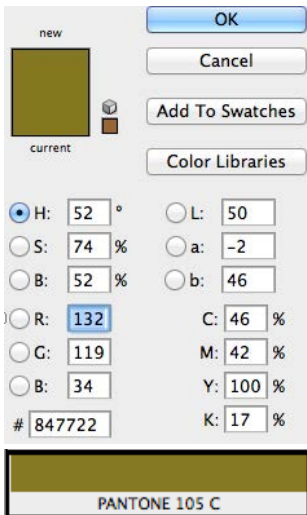 new
OK
Cancel
Add To Swatches
current
Color Libraries
H: 52 °
L: 50
S: 74 %
a: -2
B: 52 %
b: 46
R: 132
C: 46 %
G: 119
M: 42 %
B: 34
Y: 100 %
# 847722
K: 17 %
PANTONE 105 C